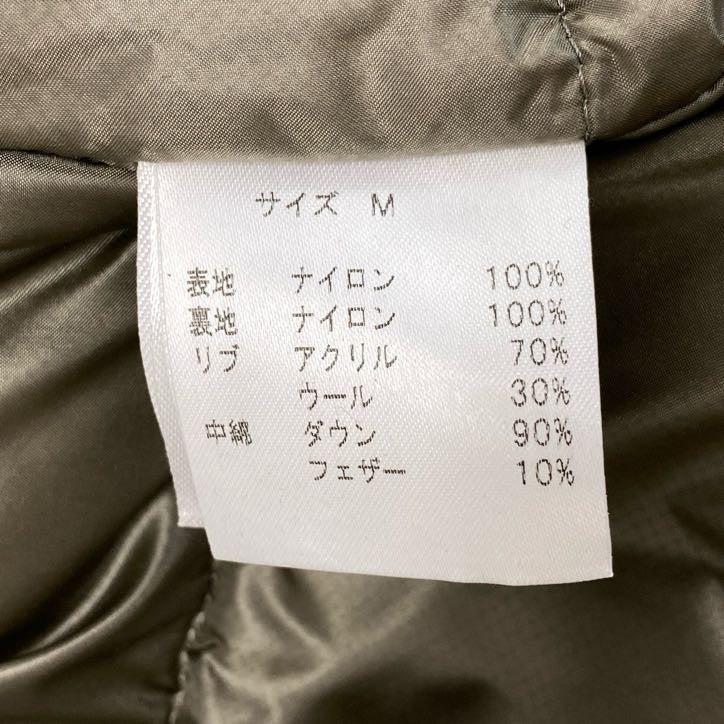 サイズ M
表地 ナイロン 100%
裏地 ナイロン 100%
リブ アクリル 70%
ウール 30%
中綿 ダウン 90%
フェザー 10%